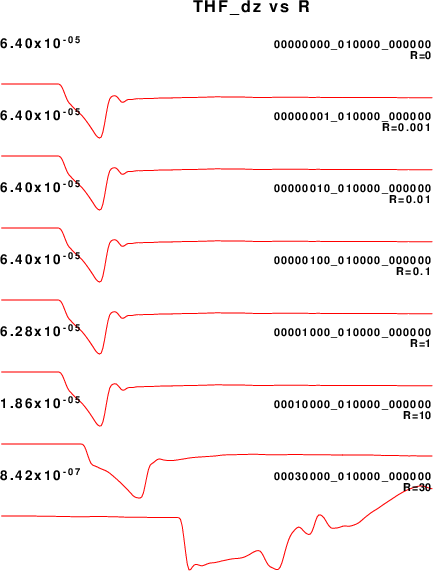 THF_dz vs R
6.40x10-05 00000000_010000_000000
R=0
6.40x10-05 00000001_010000_000000
R=0.001
6.40x10-05 00000010_010000_000000
R=0.01
6.40x10-05 00000100_010000_000000
R=0.1
6.28x10-05 00001000_010000_000000
R=1
1.86x10-05 00010000_010000_000000
R=10
8.42x10-07 00030000_010000_000000
R=30